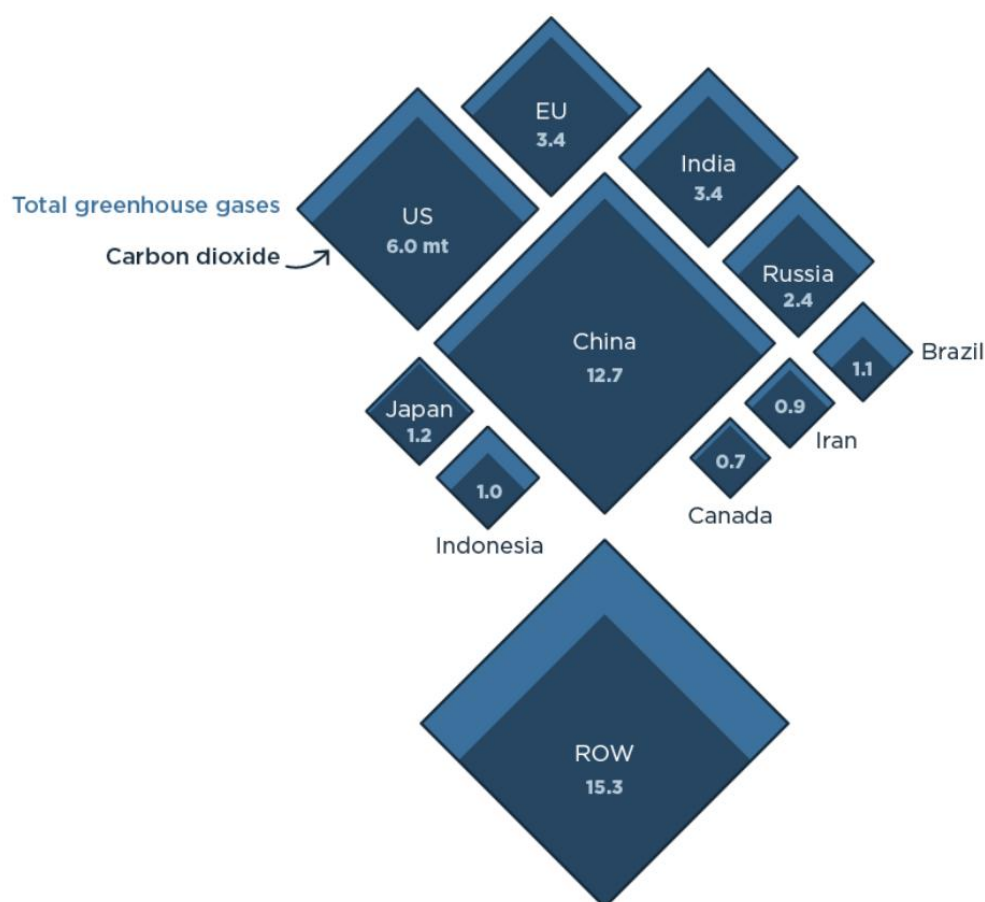 EU
3.4
India
3.4
Total greenhouse gases
US
Carbon dioxide
6.0 mt
Russia
2.4
China
12.7
Brazil
1.1
Japan
1.2
0.9
Iran
1.0
Indonesia
0.7
Canada
ROW
15.3